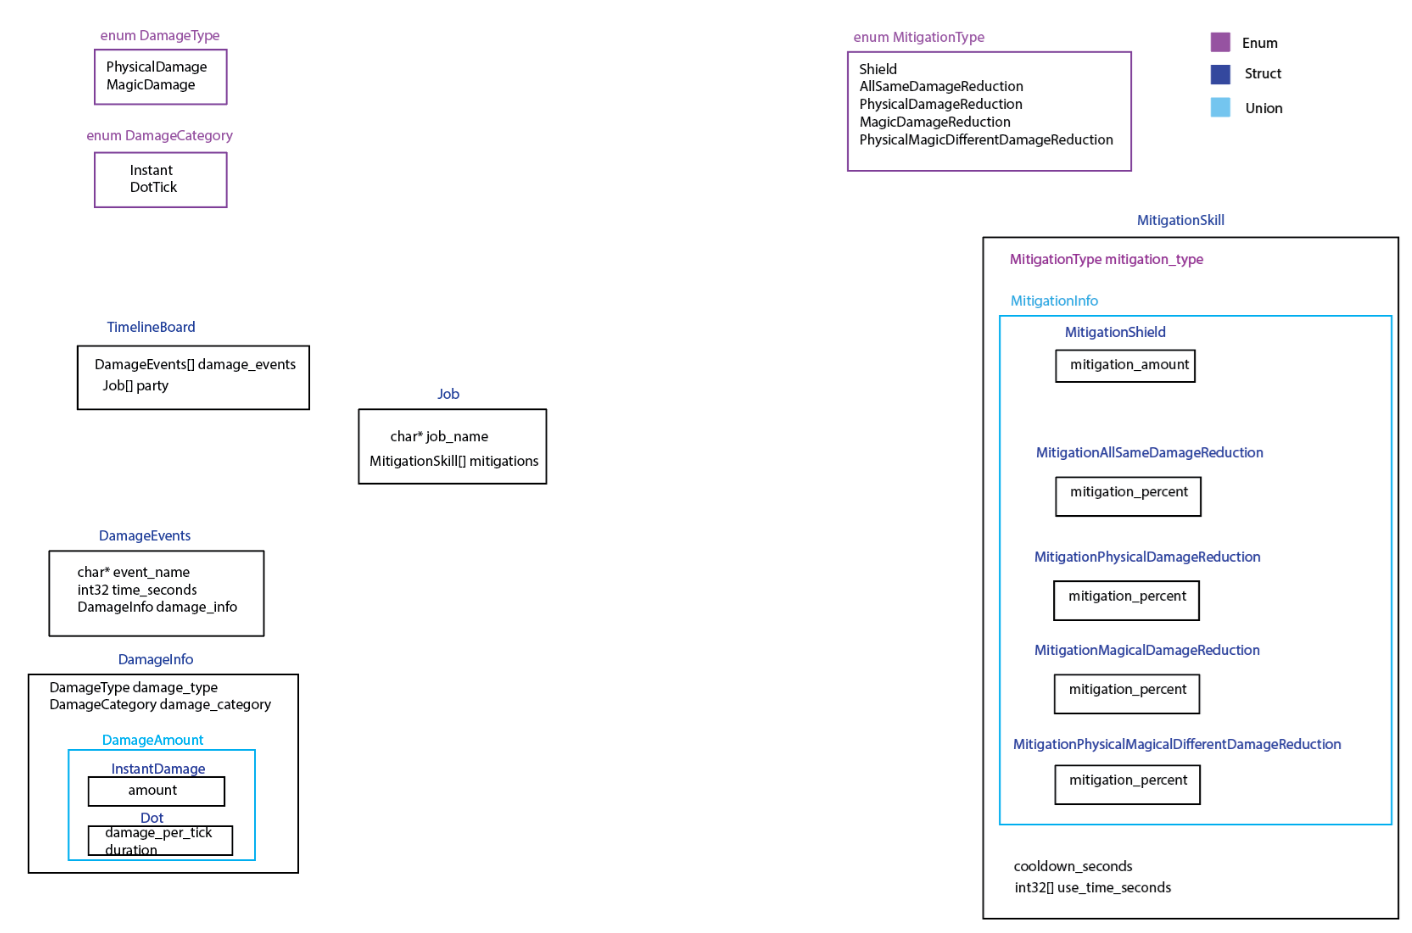 enum DamageType
PhysicalDamage
MagicDamage
enum DamageCategory
Instant
DotTick
enum MitigationType
Shield
AllSameDamageReduction
PhysicalDamageReduction
MagicDamageReduction
PhysicalMagicDifferentDamageReduction
Enum
Struct
Union
TimelineBoard
DamageEvents[] damage_events
Job[] party
Job
char* job_name
MitigationSkill[] mitigations
DamageEvents
char* event_name
int32 time_seconds
DamageInfo damage_info
DamageInfo
DamageType damage_type
DamageCategory damage_category
DamageAmount
InstantDamage
amount
Dot
damage_per_tick
duration
MitigationSkill
MitigationType mitigation_type
MitigationInfo
MitigationShield
mitigation_amount
MitigationAllSameDamageReduction
mitigation_percent
MitigationPhysicalDamageReduction
mitigation_percent
MitigationMagicalDamageReduction
mitigation_percent
MitigationPhysicalMagicalDifferentDamageReduction
mitigation_percent
cooldown_seconds
int32[] use_time_seconds